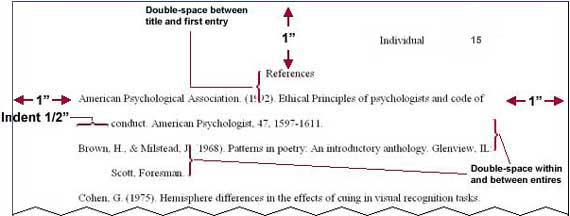 Double-space between
title and first entry
1"
Individual 15
References
1"
American Psychological Association. (1992). Ethical Principles of psychologists and code of
1"
Indent 1/2"
conduct. American Psychologist, 47, 1597-1611.
Brown, H., & Milstead, J. 1968). Patterns in poetry: An introductory anthology. Glenview, IL:
Scott, Foresman.
Double-space within
and between entires
Cohen, G. (1975). Hemisphere differences in the effects of cuing in visual recognition tasks.